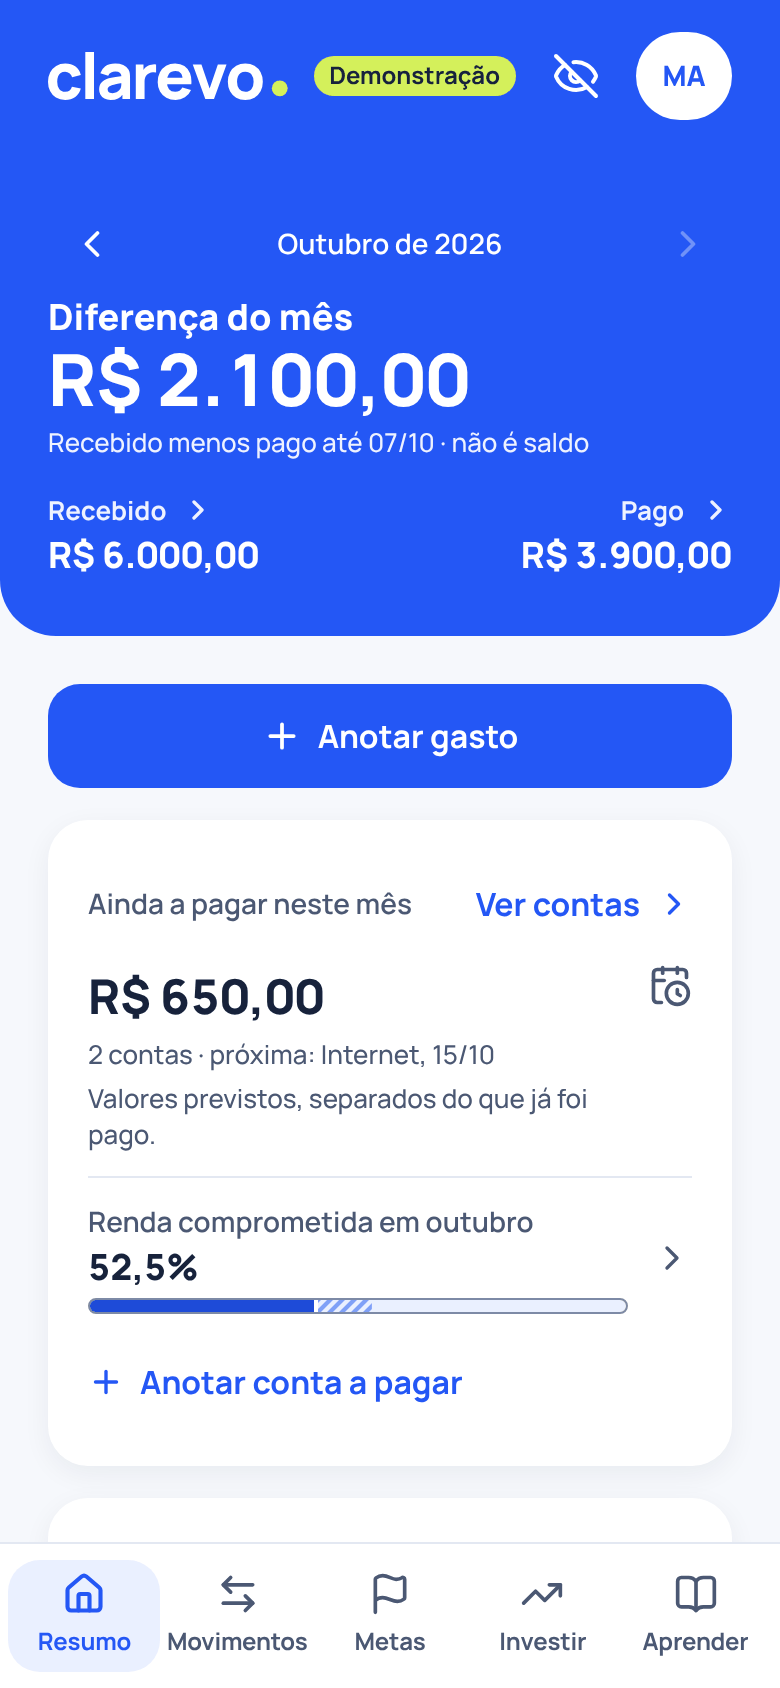 clarevo.
Demonstração
MA
Outubro de 2026
Diferença do mês
R$ 2.100,00
Recebido menos pago até 07/10 · não é saldo
Recebido
Pago
R$ 6.000,00
R$ 3.900,00
Anotar gasto
Ainda a pagar neste mês
Ver contas
R$ 650,00
2 contas · próxima: Internet, 15/10
Valores previstos, separados do que já foi
pago.
Renda comprometida em outubro
52,5%
Anotar conta a pagar
Resumo
Movimentos
Metas
Investir
Aprender